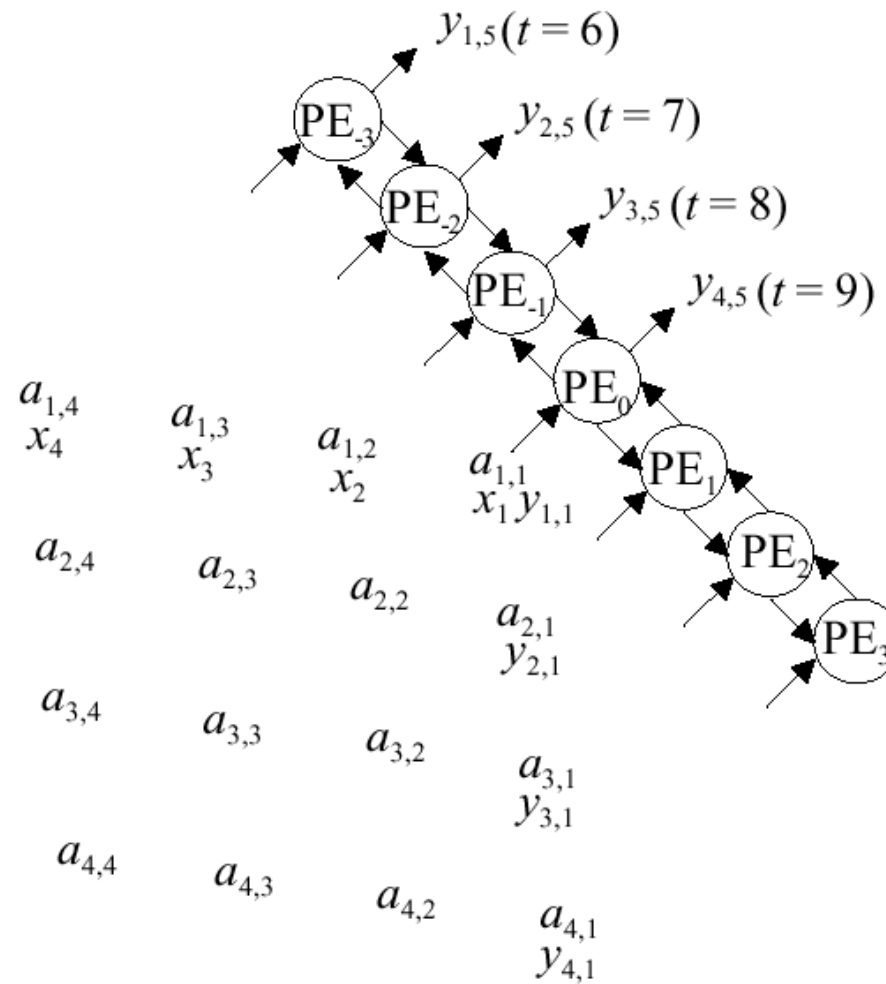 y1,5 (t = 6)
PE-3
y2,5 (t = 7)
PE-2
y3,5 (t = 8)
PE-1
y4,5 (t = 9)
PE0
a1,4
x4
a1,3
x3
a1,2
x2
a1,1
x1 y1,1
PE1
a2,4
a2,3
a2,2
a2,1
y2,1
PE2
PE3
a3,4
a3,3
a3,2
a3,1
y3,1
a4,4
a4,3
a4,2
a4,1
y4,1